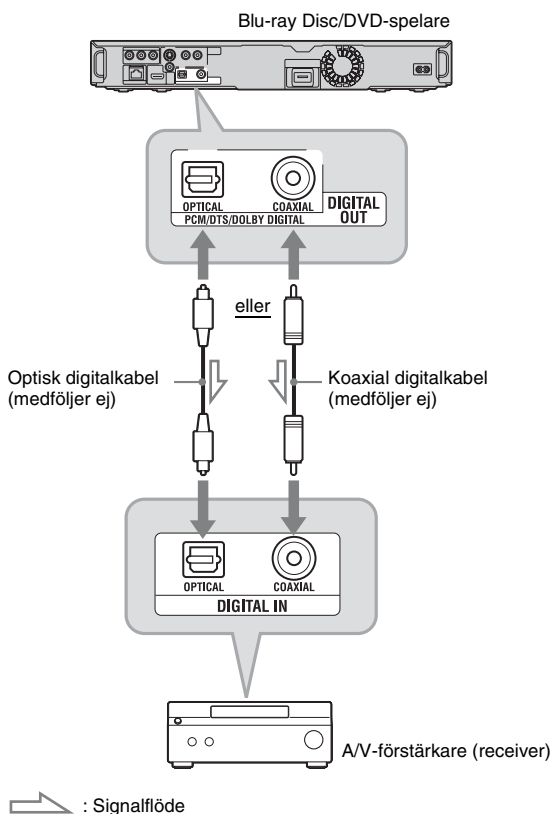 Blu-ray Disc/DVD-spelare
OPTICAL
COAXIAL
PCM/DTS/DOLBY DIGITAL
DIGITAL
OUT
eller
Optisk digitalkabel
(medföljer ej)
Koaxial digitalkabel
(medföljer ej)
OPTICAL
COAXIAL
DIGITAL IN
A/V-förstärkare (receiver)
: Signalflöde